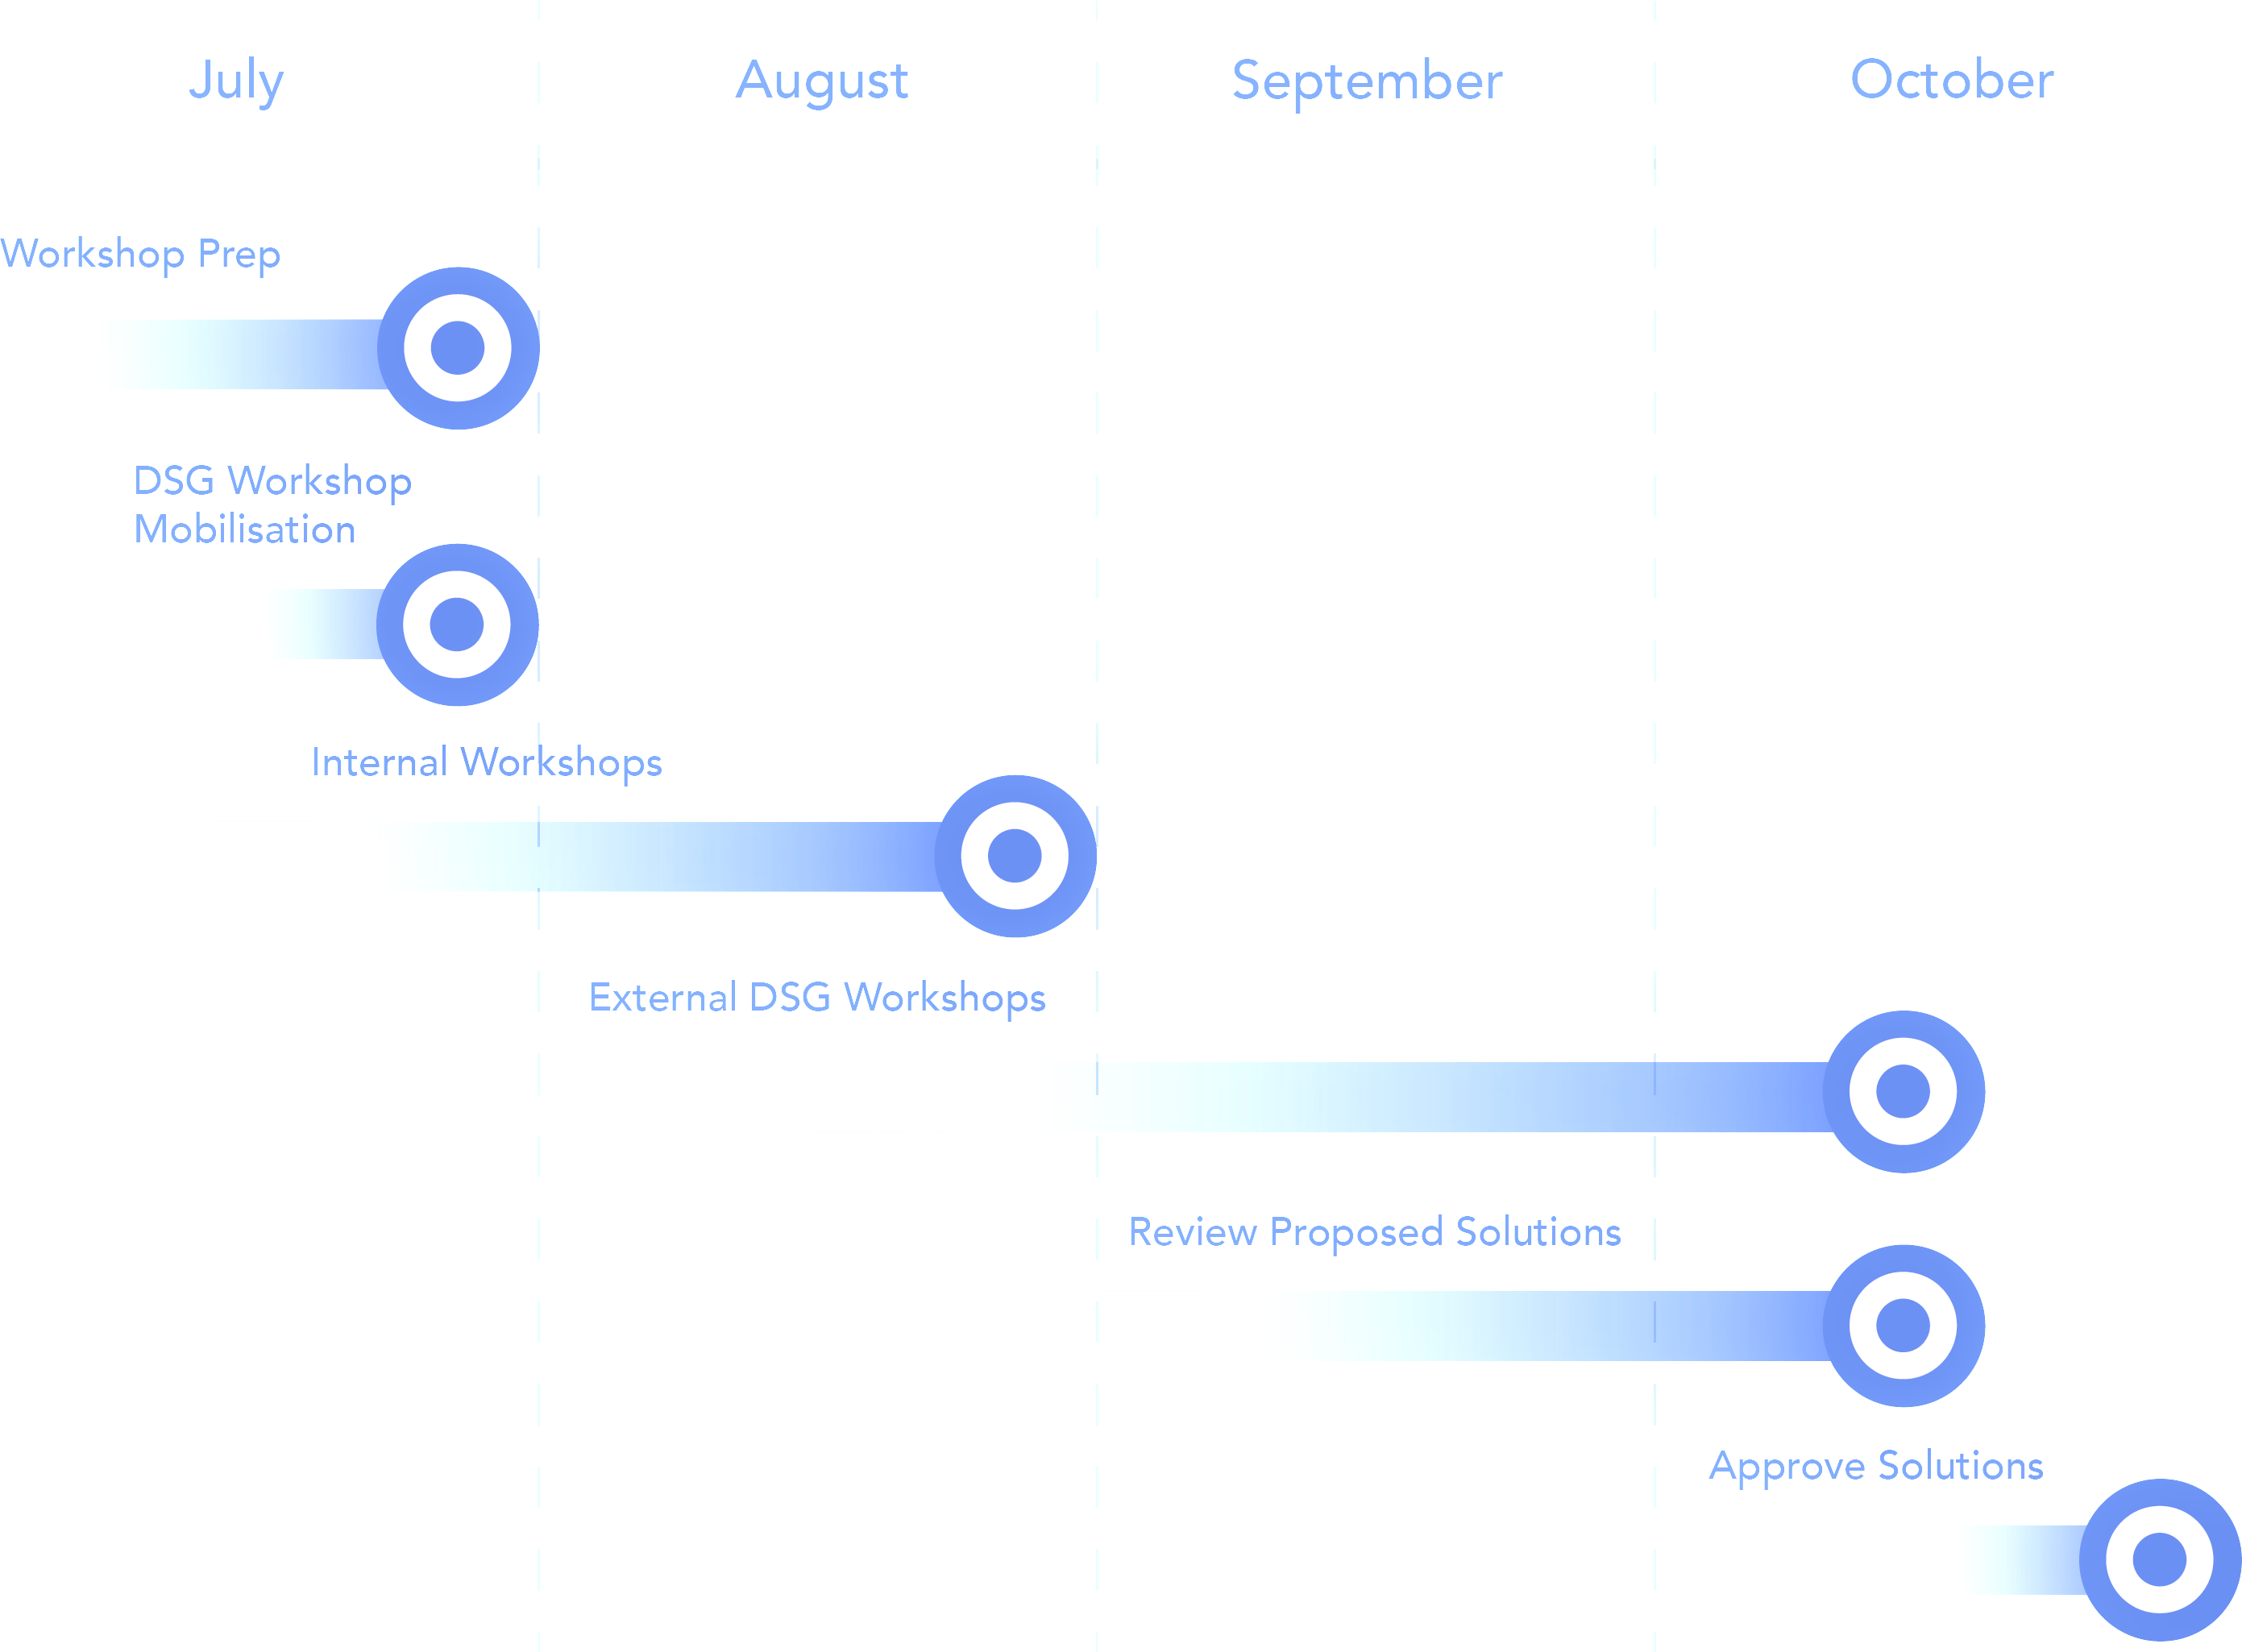 July
August
September
October
Workshop Prep
DSG Workshop
Mobilisation
Internal Workshops
External DSG Workshops
Review Proposed Solutions
Approve Solutions